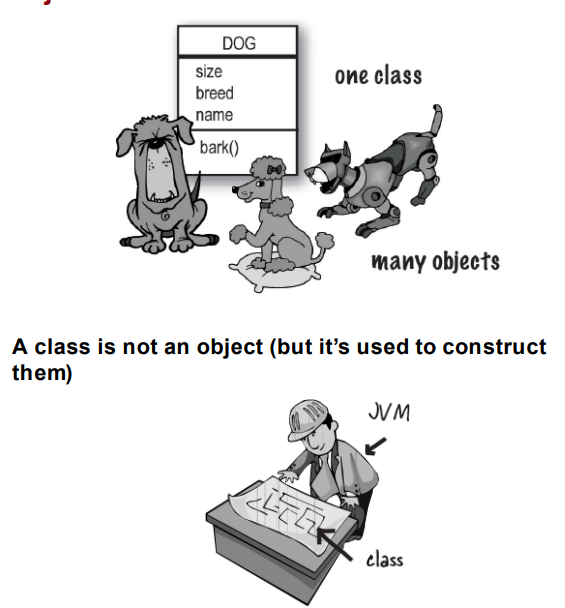 DOG
size
breed
name
bark()
one class
many objects
A class is not an object (but it’s used to construct
them)
JVM
class